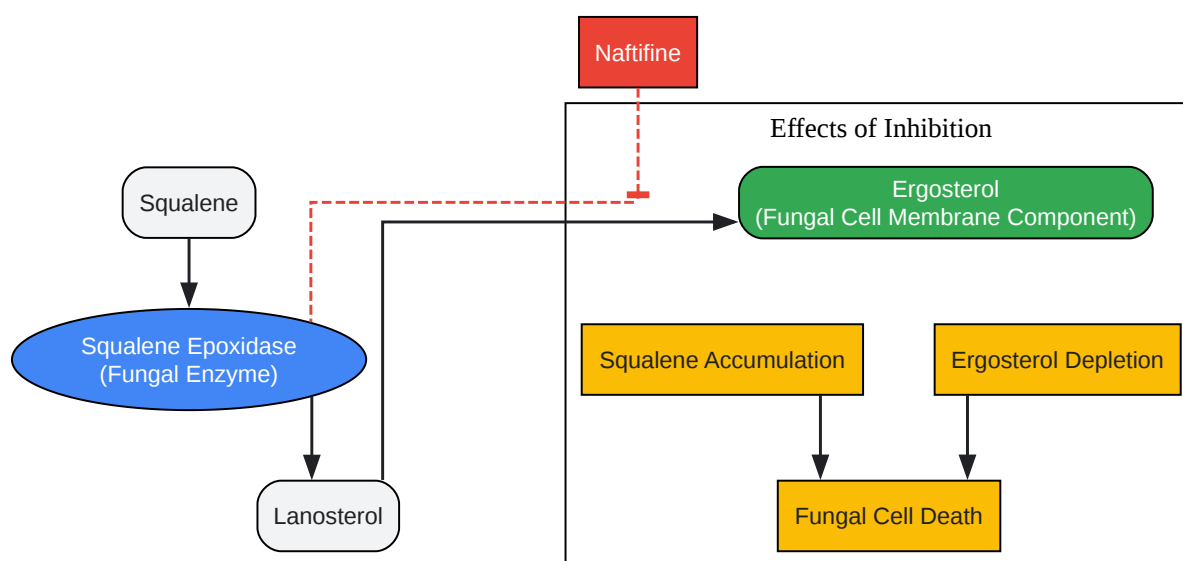 Naftifine
Effects of Inhibition
Squalene
Ergosterol
(Fungal Cell Membrane Component)
Squalene Epoxidase
(Fungal Enzyme)
Squalene Accumulation
Ergosterol Depletion
Lanosterol
Fungal Cell Death